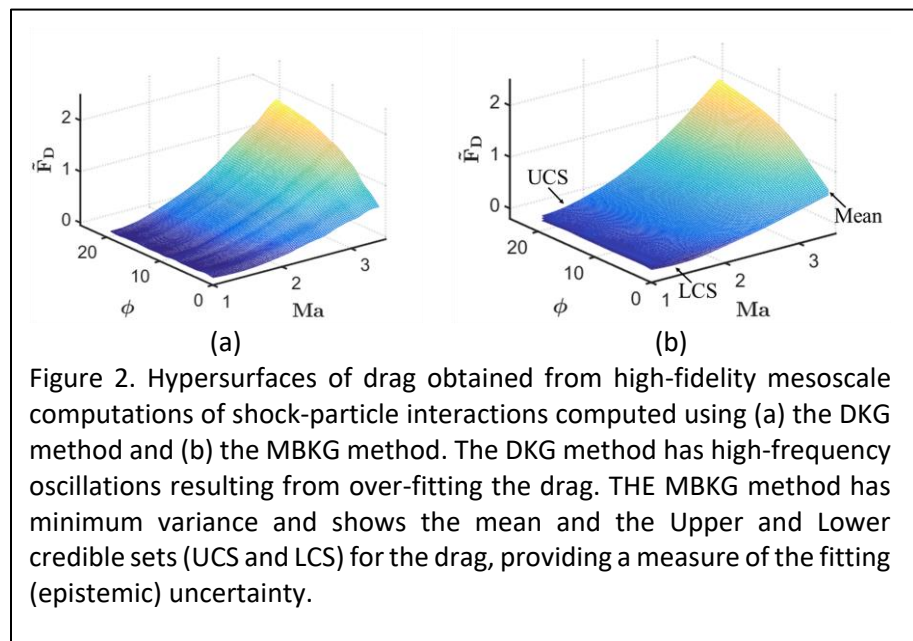 2
1
0
F̃_D
20
10
0
ϕ
1
2
3
Ma
(a)
2
1
0
F̃_D
UCS
20
10
0
ϕ
1
2
3
Ma
LCS
Mean
(b)
Figure 2. Hypersurfaces of drag obtained from high-fidelity mesoscale
computations of shock-particle interactions computed using (a) the DKG
method and (b) the MBKG method. The DKG method has high-frequency
oscillations resulting from over-fitting the drag. THE MBKG method has
minimum variance and shows the mean and the Upper and Lower
credible sets (UCS and LCS) for the drag, providing a measure of the fitting
(epistemic) uncertainty.